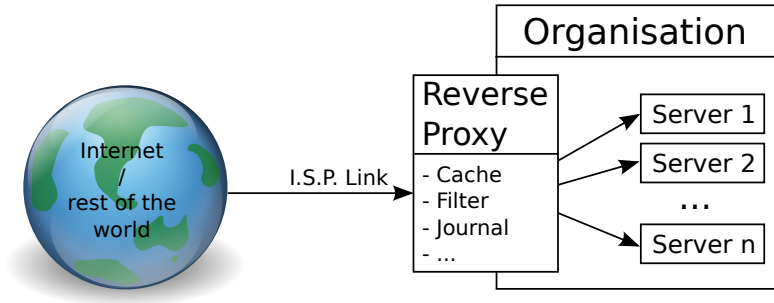 Organisation
Reverse
Proxy
- Cache
- Filter
- Journal
- ...
Internet
/
rest of the
world
I.S.P. Link
Server 1
Server 2
...
Server n